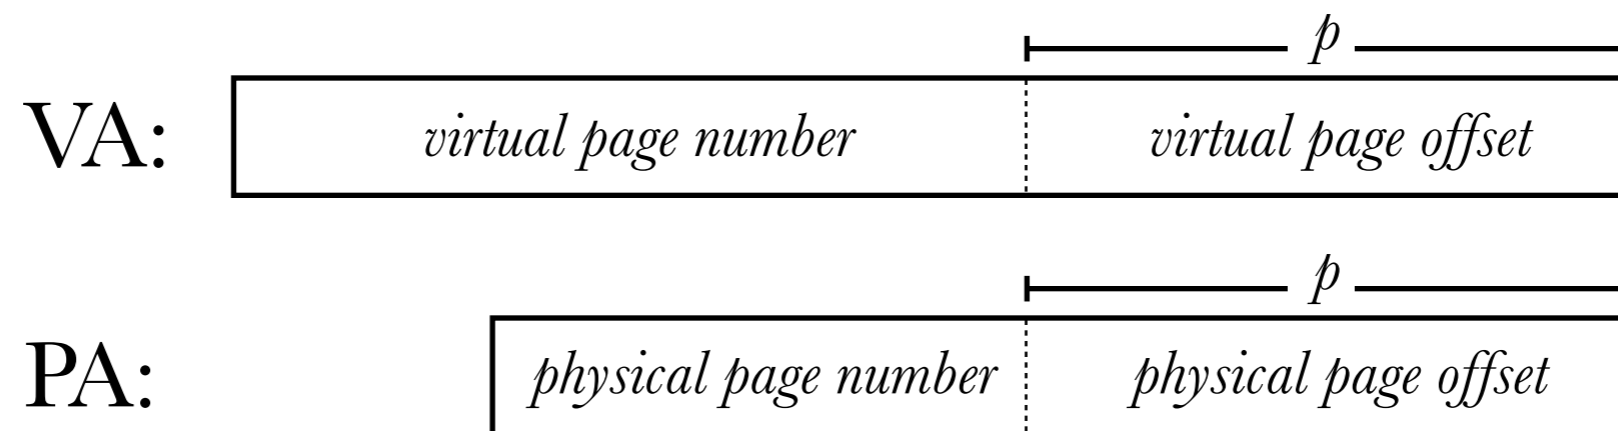 p
VA: virtual page number virtual page offset
p
PA: physical page number physical page offset